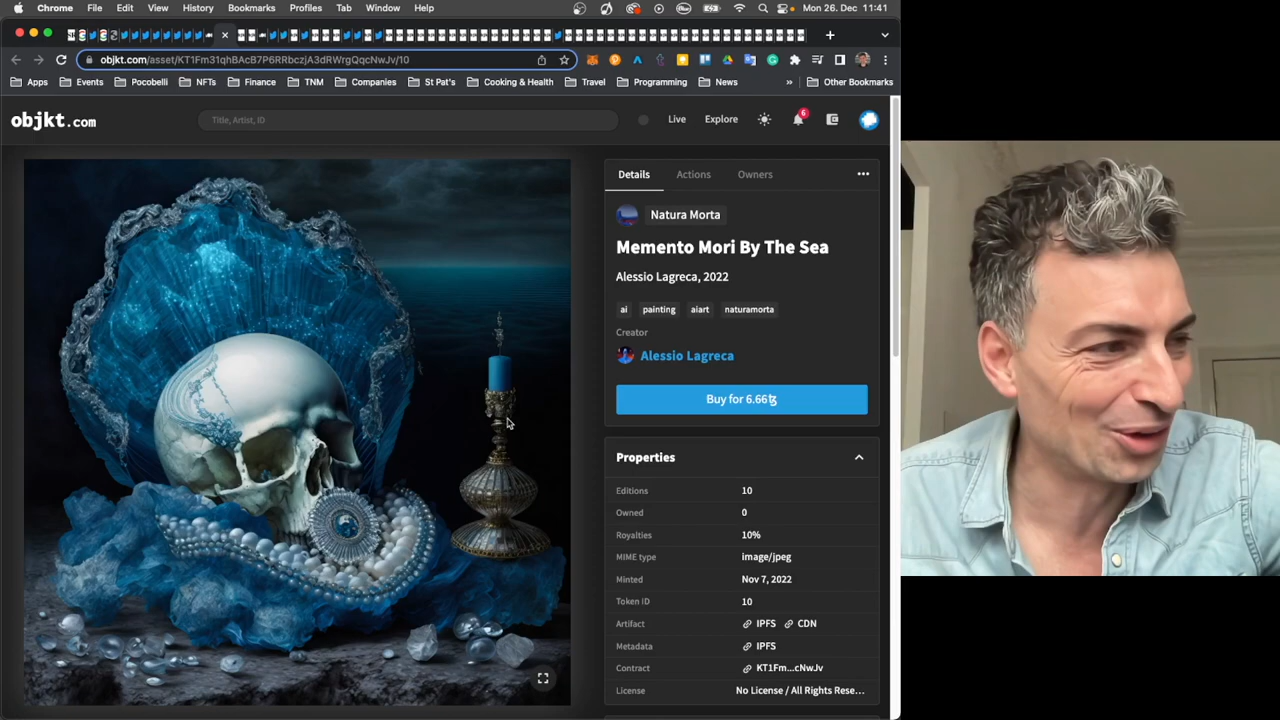 Chrome File Edit View History Bookmarks Profiles Tab Window Help Mon 26. Dec 11:41
objkt.com/asset/KT1Fm31qhBAcB7P6RRbczjA3dRWrgQqcNwJv/10
Apps Events Pocobelli NFTs Finance TNM Companies St Pat's Cooking & Health Travel Programming News » Other Bookmarks
objkt.com Title, Artist, ID Live Explore 6
Details Actions Owners
Natura Morta
Memento Mori By The Sea
Alessio Lagreca, 2022
ai painting aiart naturamorta
Creator
Alessio Lagreca
Buy for 6.66ꜩ
Properties
Editions 10
Owned 0
Royalties 10%
MIME type image/jpeg
Minted Nov 7, 2022
Token ID 10
Artifact IPFS CDN
Metadata IPFS
Contract KT1Fm...cNwJv
License No License / All Rights Rese...